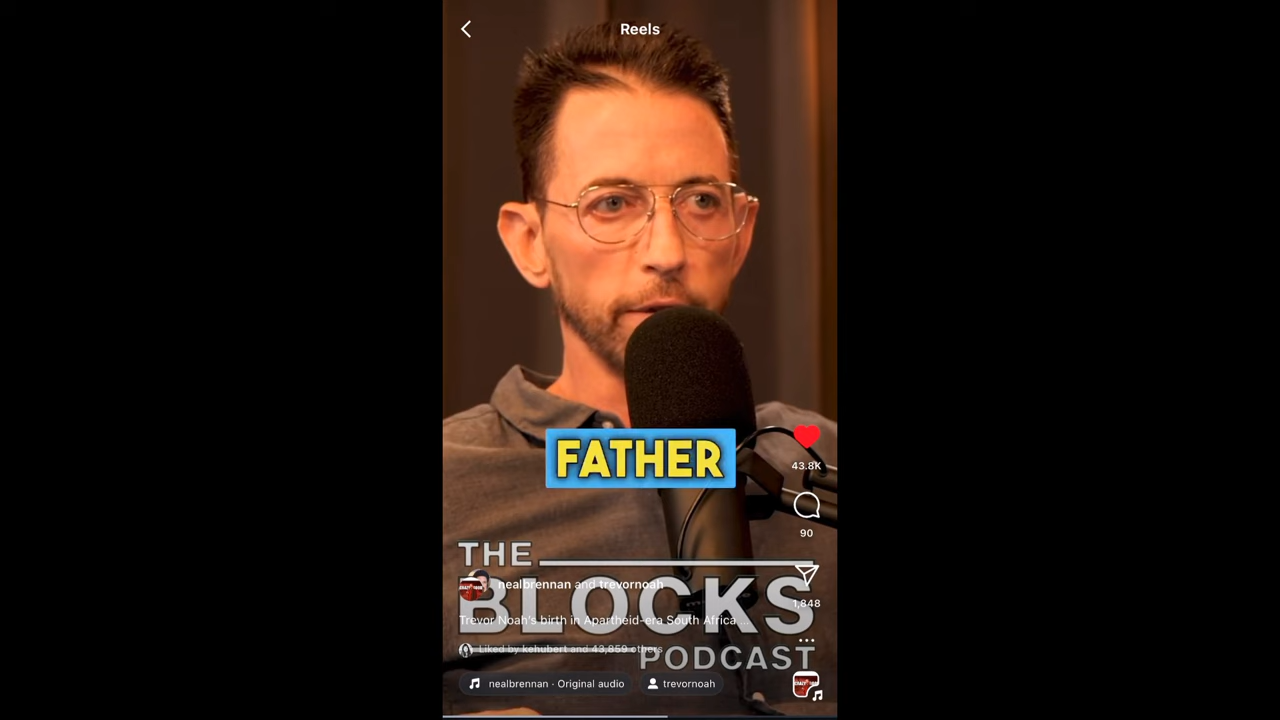 Reels
FATHER
43.8K
90
THE
BLOCKS
PODCAST
nealbrennan and trevornoah
1,848
Trevor Noah's birth in Apartheid-era South Africa ...
Liked by kehubert and 43,859 others
nealbrennan · Original audio
trevornoah